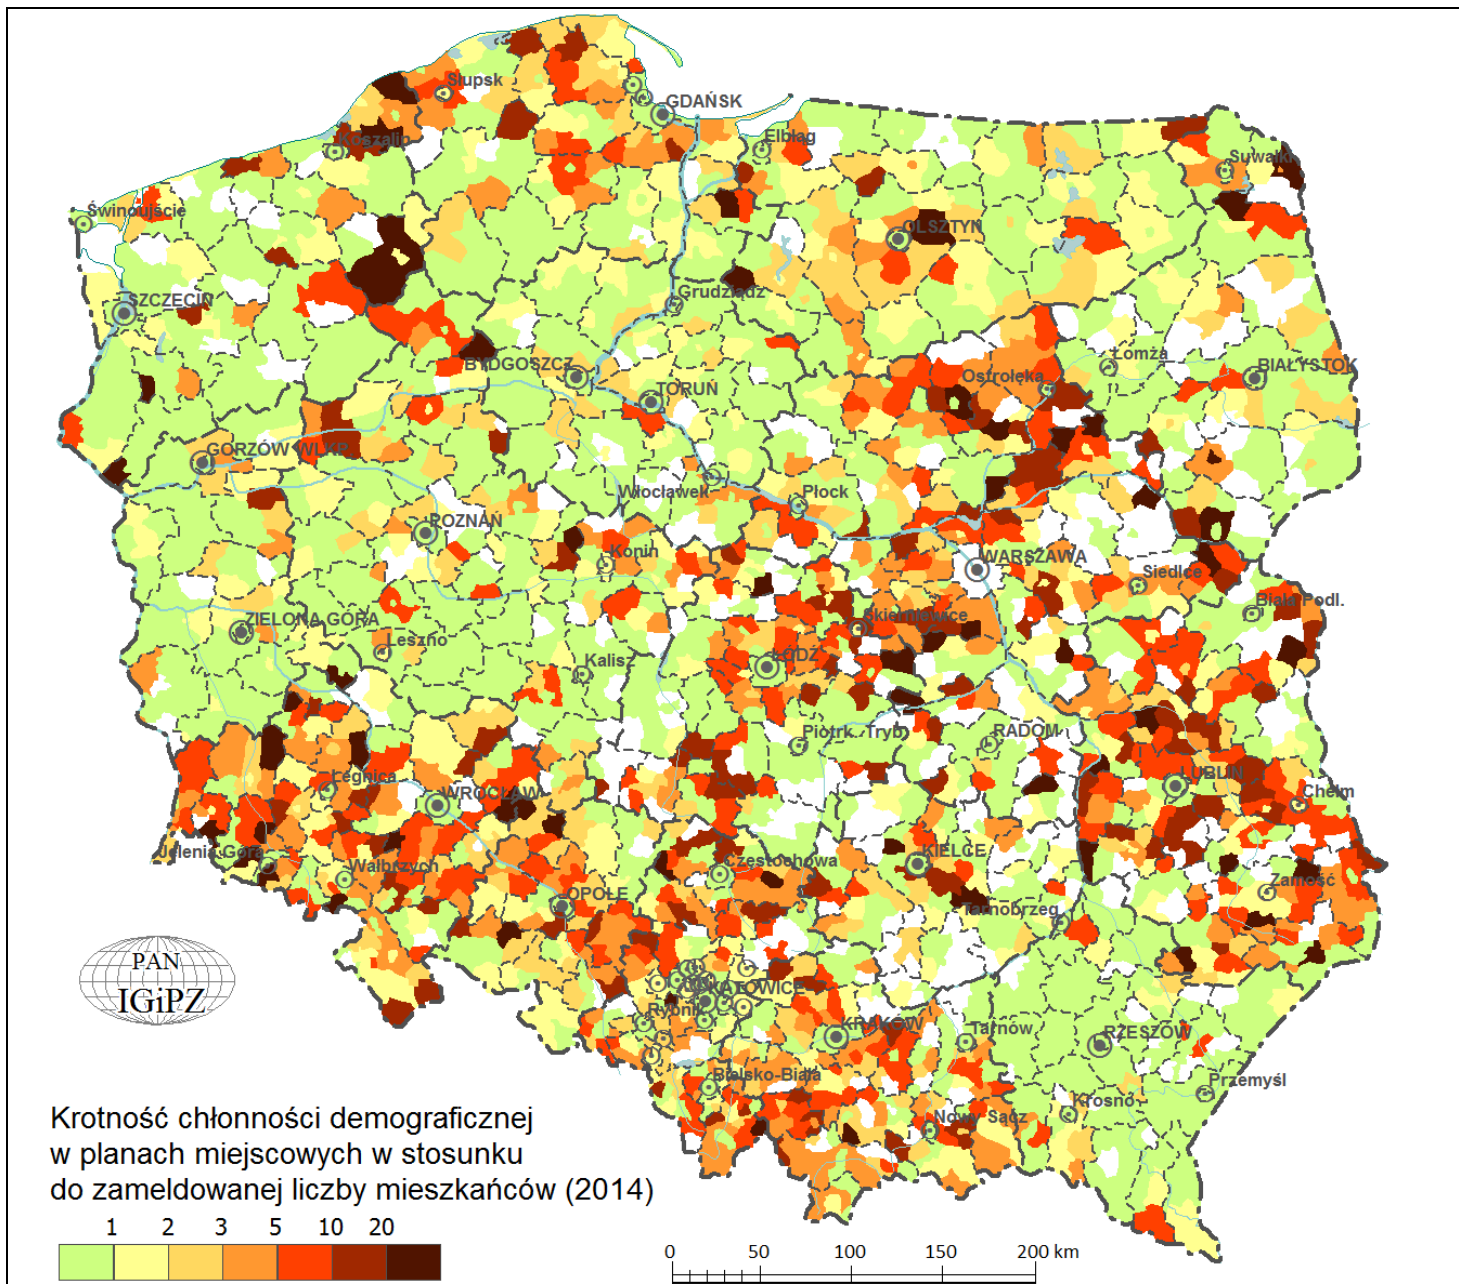 Słupsk
GDAŃSK
Koszalin
Elbląg
Suwałki
Świnoujście
OLSZTYN
SZCZECIN
Grudziądz
Łomża
BYDGOSZCZ
Ostrołęka
BIAŁYSTOK
TORUŃ
GORZÓW WLKP.
Włocławek
Płock
POZNAŃ
Konin
WARSZAWA
Siedlce
Biała Podl.
ZIELONA GÓRA
Skierniewice
Leszno
Kalisz
ŁÓDŹ
Piotrk. Tryb.
RADOM
Legnica
WROCŁAW
LUBLIN
Chełm
Jelenia Góra
Wałbrzych
Częstochowa
KIELCE
OPOLE
Zamość
Tarnobrzeg
PAN
IGiPZ
KATOWICE
Rybnik
KRAKÓW
Tarnów
RZESZÓW
Bielsko-Biała
Przemyśl
Nowy Sącz
Krosno
Krotność chłonności demograficznej
w planach miejscowych w stosunku
do zameldowanej liczby mieszkańców (2014)
1 2 3 5 10 20
0 50 100 150 200 km